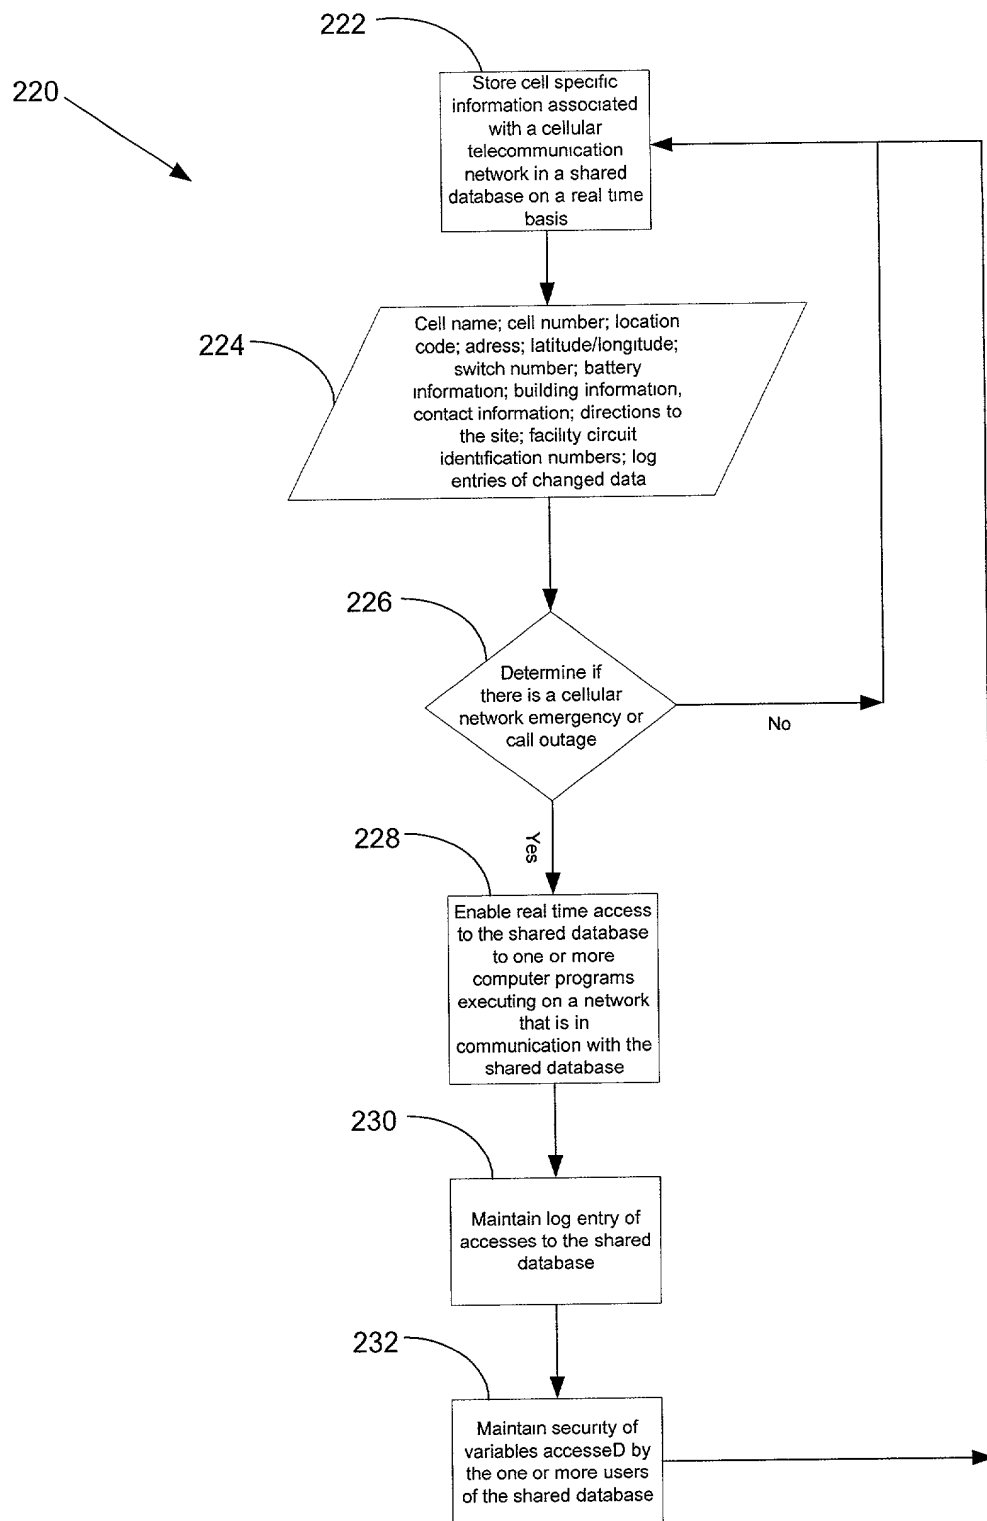 222
220
Store cell specific
information associated
with a cellular
telecommunication
network in a shared
database on a real time
basis
224
Cell name; cell number; location
code; adress; latitude/longitude;
switch number; battery
information; building information,
contact information; directions to
the site; facility circuit
identification numbers; log
entries of changed data
226
Determine if
there is a cellular
network emergency or
call outage
No
Yes
228
Enable real time access
to the shared database
to one or more
computer programs
executing on a network
that is in
communication with the
shared database
230
Maintain log entry of
accesses to the shared
database
232
Maintain security of
variables accesseD by
the one or more users
of the shared database